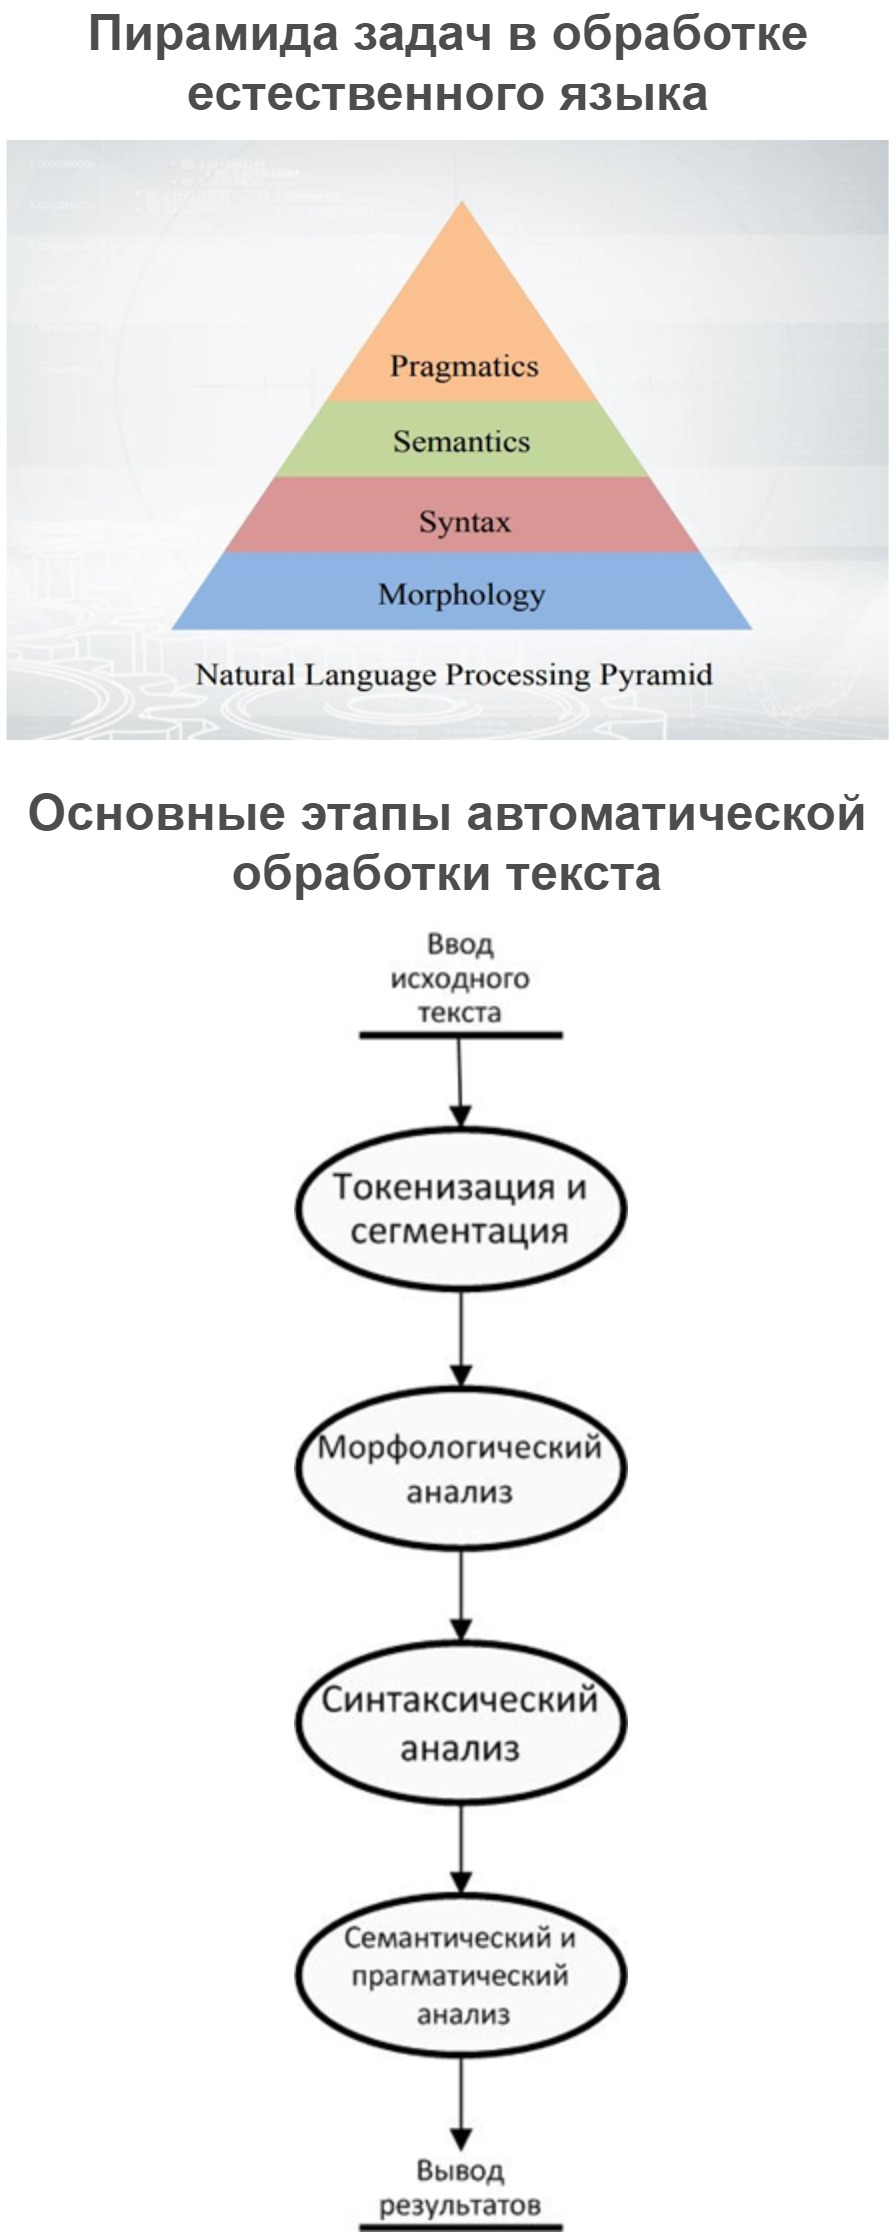 Пирамида задач в обработке
естественного языка
Pragmatics
Semantics
Syntax
Morphology
Natural Language Processing Pyramid
Основные этапы автоматической
обработки текста
Ввод
исходного
текста
Токенизация и
сегментация
Морфологический
анализ
Синтаксический
анализ
Семантический и
прагматический
анализ
Вывод
результатов